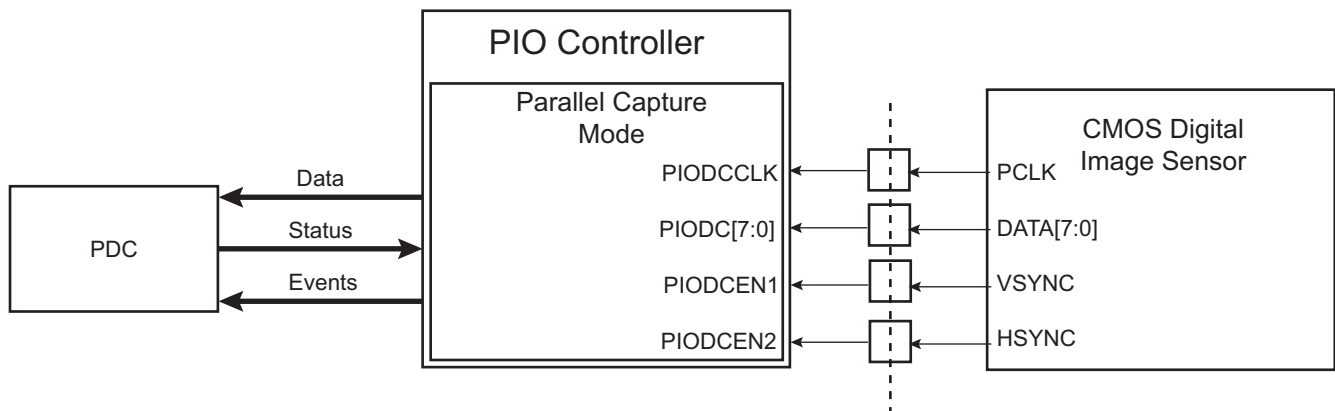 PIO Controller
Parallel Capture
Mode
PIODCCLK
PIODC[7:0]
PIODCEN1
PIODCEN2
Data
Status
Events
PDC
CMOS Digital
Image Sensor
PCLK
DATA[7:0]
VSYNC
HSYNC